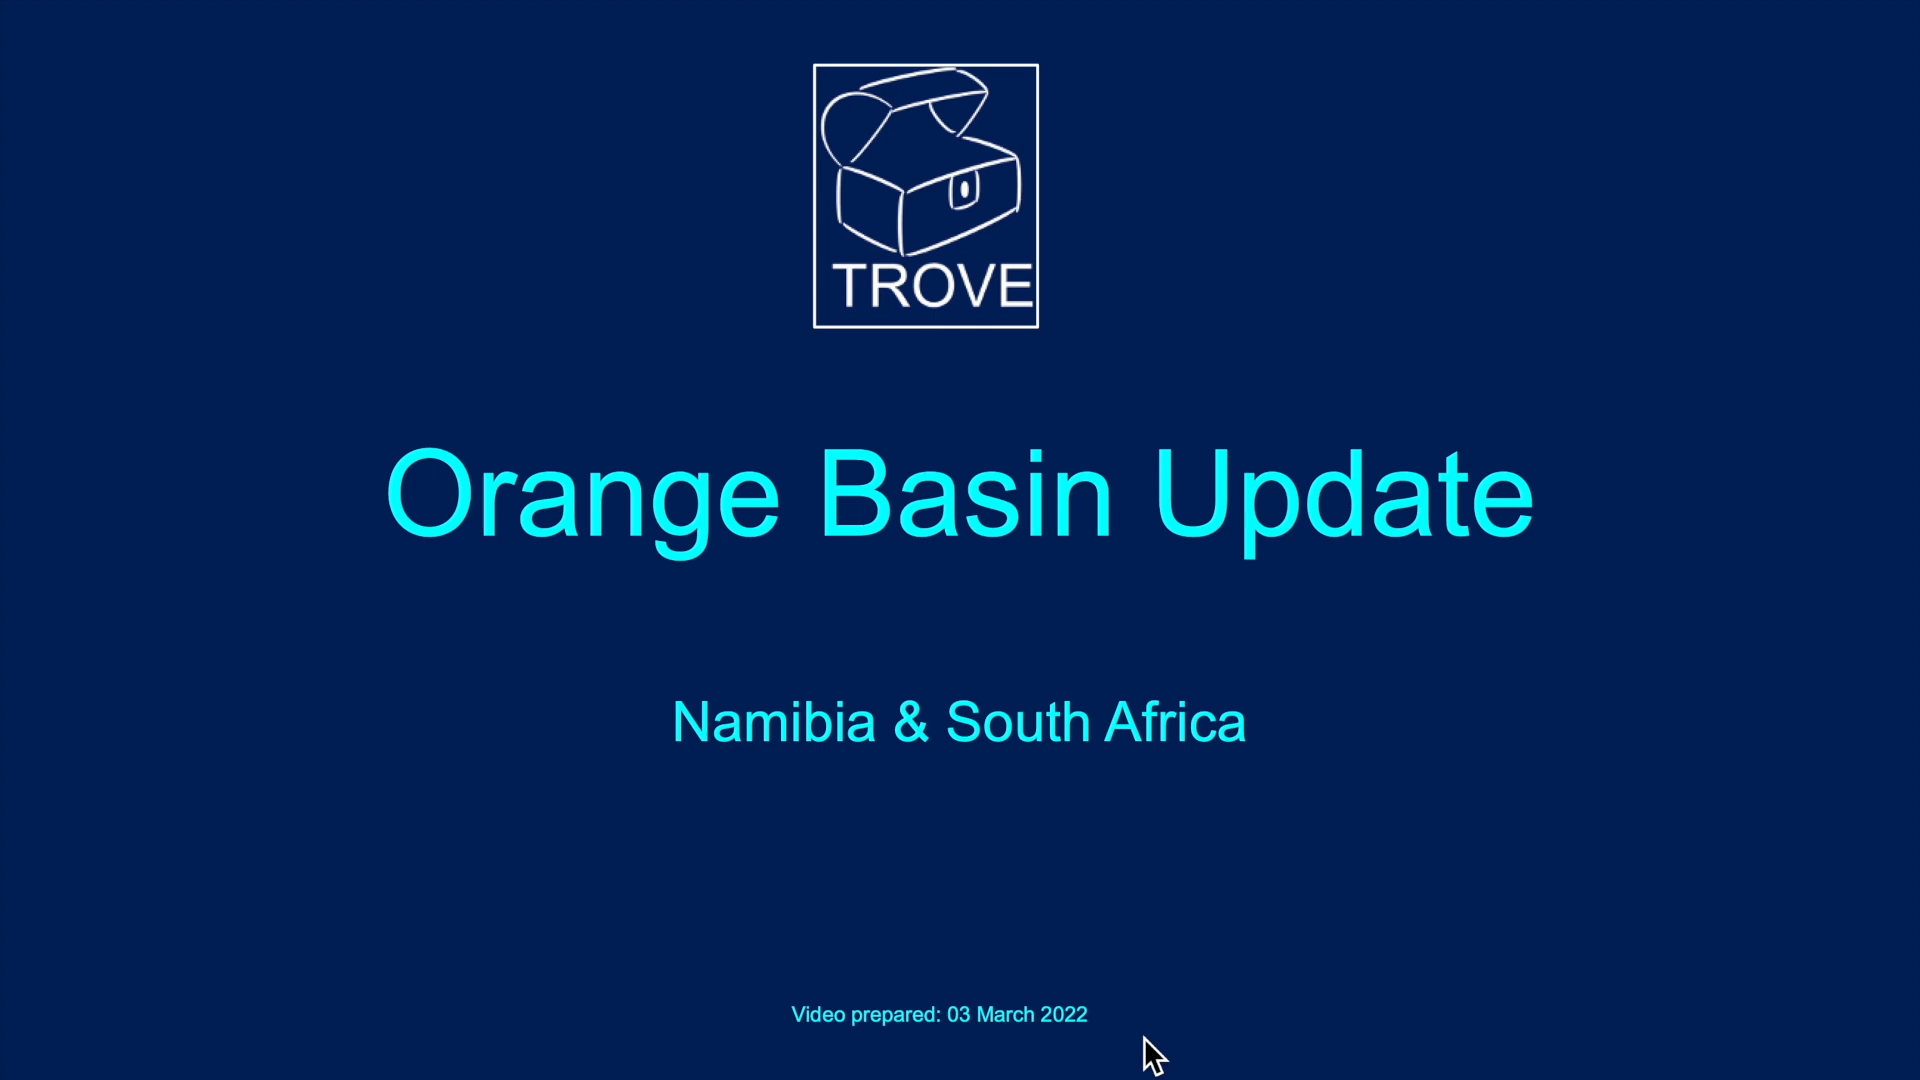 TROVE
Orange Basin Update
Namibia & South Africa
Video prepared: 03 March 2022